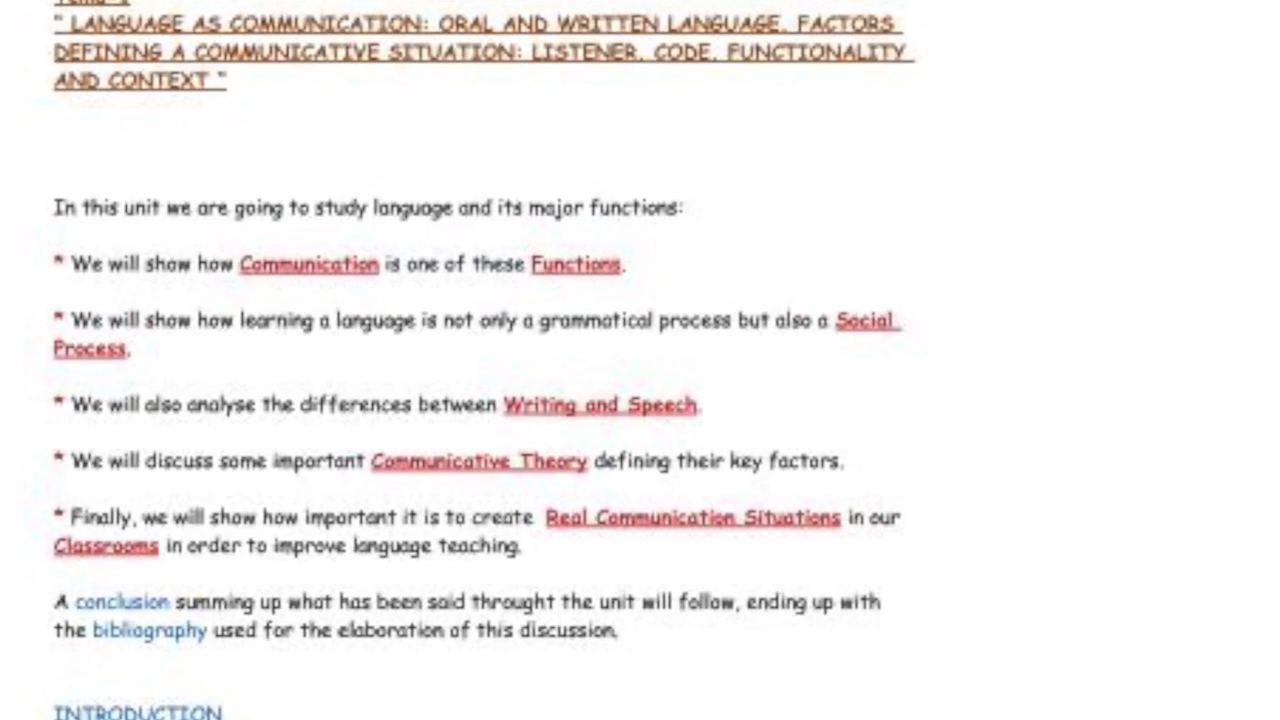 " LANGUAGE AS COMMUNICATION: ORAL AND WRITTEN LANGUAGE. FACTORS
DEFINING A COMMUNICATIVE SITUATION: LISTENER, CODE, FUNCTIONALITY
AND CONTEXT "
In this unit we are going to study language and its major functions:
* We will show how Communication is one of these Functions.
* We will show how learning a language is not only a grammatical process but also a Social
Process.
* We will also analyse the differences between Writing and Speech.
* We will discuss some important Communicative Theory defining their key factors.
* Finally, we will show how important it is to create Real Communication Situations in our
Classrooms in order to improve language teaching.
A conclusion summing up what has been said throught the unit will follow, ending up with
the bibliography used for the elaboration of this discussion.
INTRODUCTION